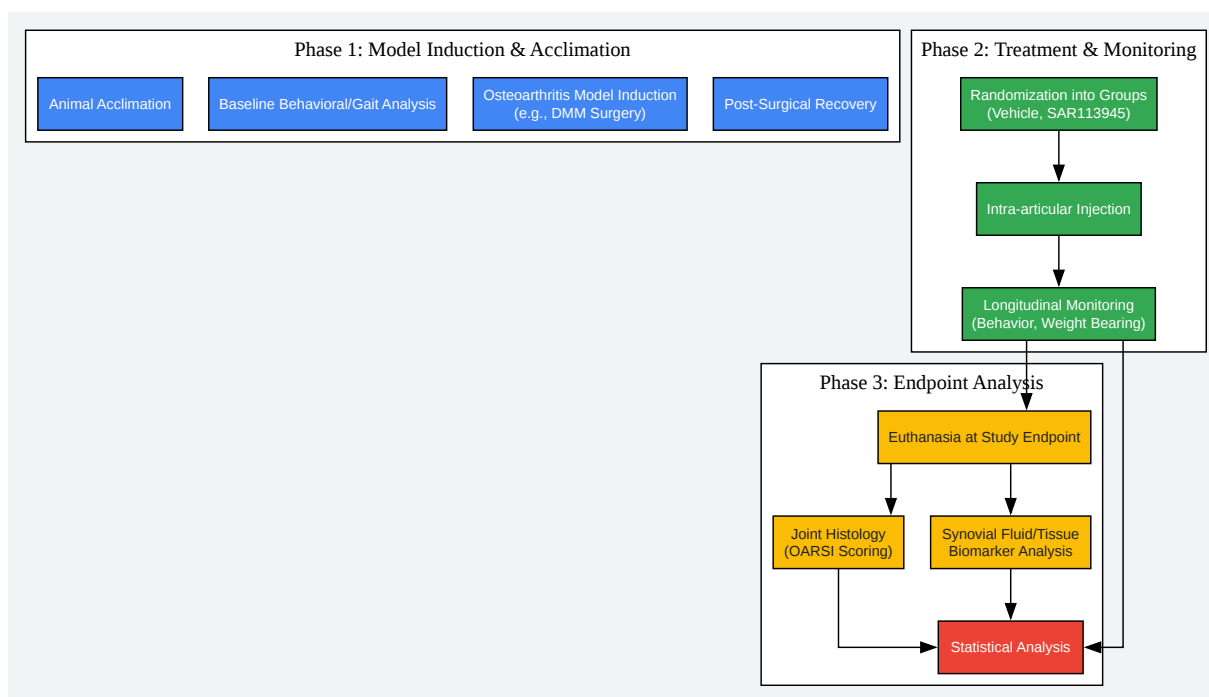 Phase 1: Model Induction & Acclimation
Animal Acclimation
Baseline Behavioral/Gait Analysis
Osteoarthritis Model Induction
(e.g., DMM Surgery)
Post-Surgical Recovery
Phase 2: Treatment & Monitoring
Randomization into Groups
(Vehicle, SAR113945)
Intra-articular Injection
Longitudinal Monitoring
(Behavior, Weight Bearing)
Phase 3: Endpoint Analysis
Euthanasia at Study Endpoint
Joint Histology
(OARSI Scoring)
Synovial Fluid/Tissue
Biomarker Analysis
Statistical Analysis